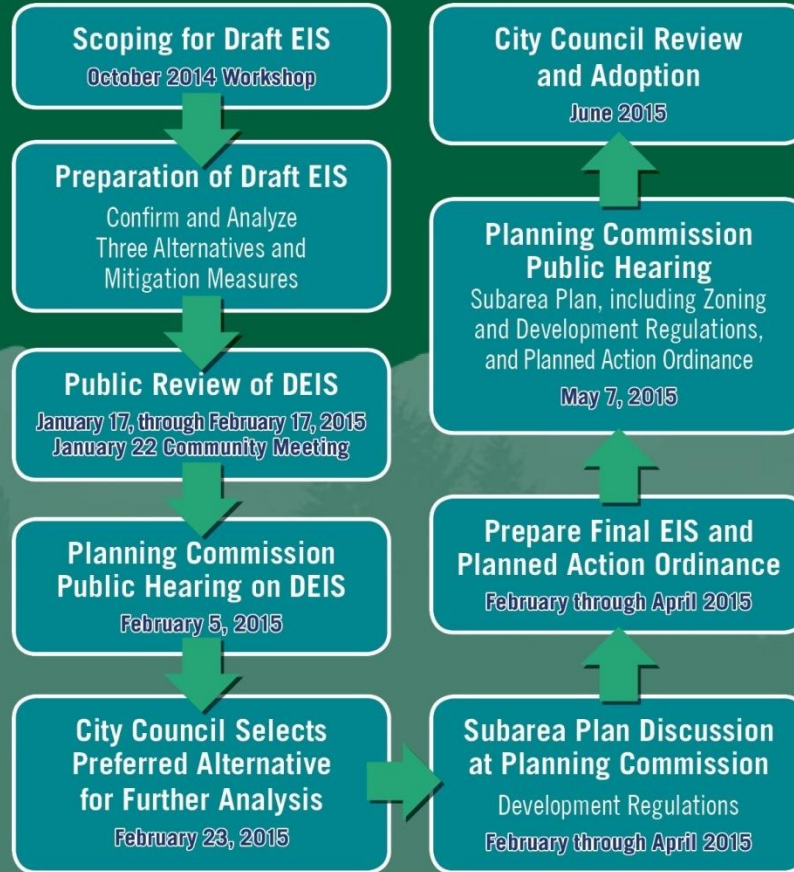 Scoping for Draft EIS
October 2014 Workshop
Preparation of Draft EIS
Confirm and Analyze
Three Alternatives and
Mitigation Measures
Public Review of DEIS
January 17, through February 17, 2015
January 22 Community Meeting
Planning Commission
Public Hearing on DEIS
February 5, 2015
City Council Selects
Preferred Alternative
for Further Analysis
February 23, 2015
Subarea Plan Discussion
at Planning Commission
Development Regulations
February through April 2015
Prepare Final EIS and
Planned Action Ordinance
February through April 2015
Planning Commission
Public Hearing
Subarea Plan, including Zoning
and Development Regulations,
and Planned Action Ordinance
May 7, 2015
City Council Review
and Adoption
June 2015